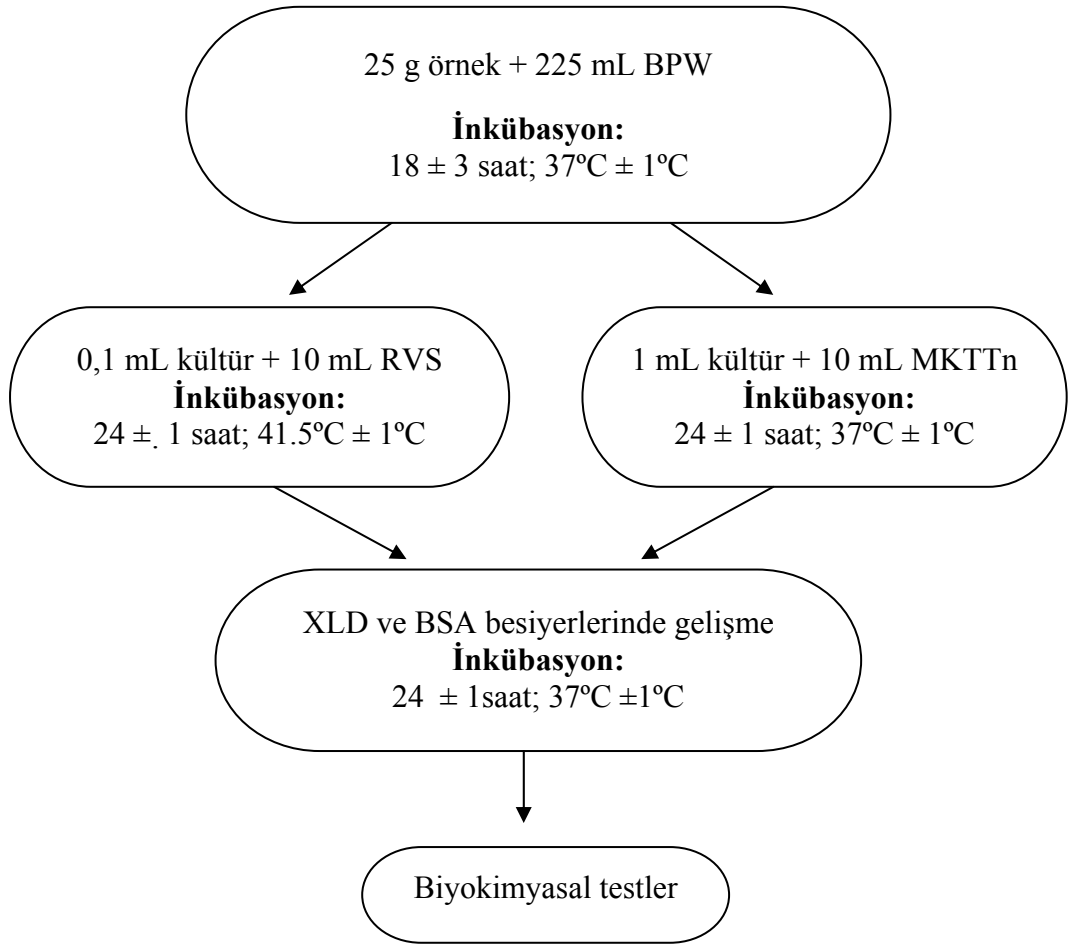 25 g örnek + 225 mL BPW
İnkübasyon:
18 ± 3 saat; 37ºC ± 1ºC
0,1 mL kültür + 10 mL RVS
İnkübasyon:
24 ±. 1 saat; 41.5ºC ± 1ºC
1 mL kültür + 10 mL MKTTn
İnkübasyon:
24 ± 1 saat; 37ºC ± 1ºC
XLD ve BSA besiyerlerinde gelişme
İnkübasyon:
24 ± 1saat; 37ºC ±1ºC
Biyokimyasal testler